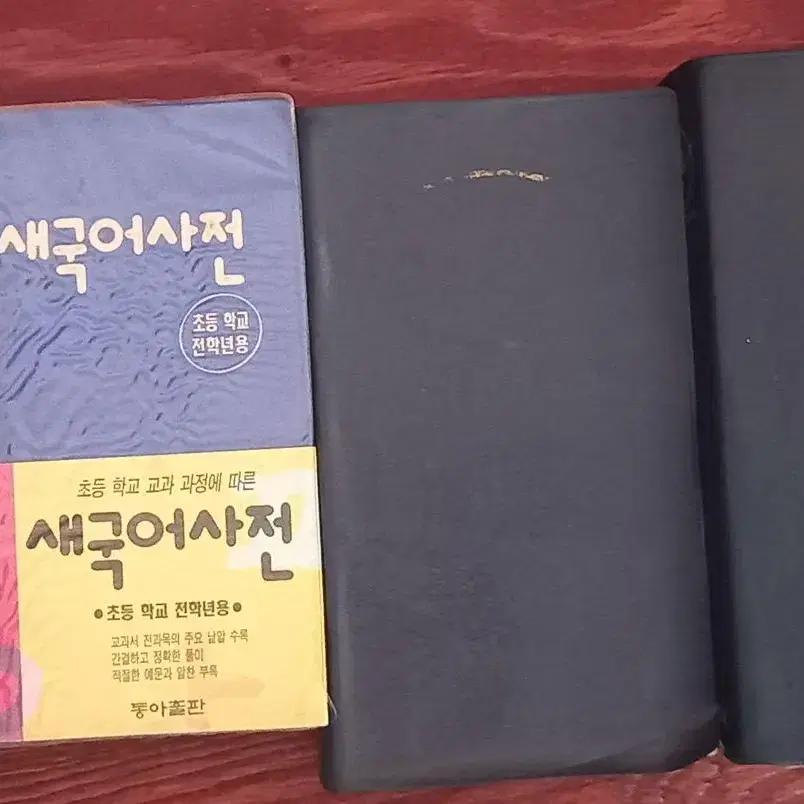 새국어사전
초등 학교
전학년용
초등 학교 교과 과정에 따른
새국어사전
•초등 학교 전학년용•
교과서 전과목의 주요 낱말 수록
간결하고 정확한 풀이
적절한 예문과 알찬 부록
동아출판